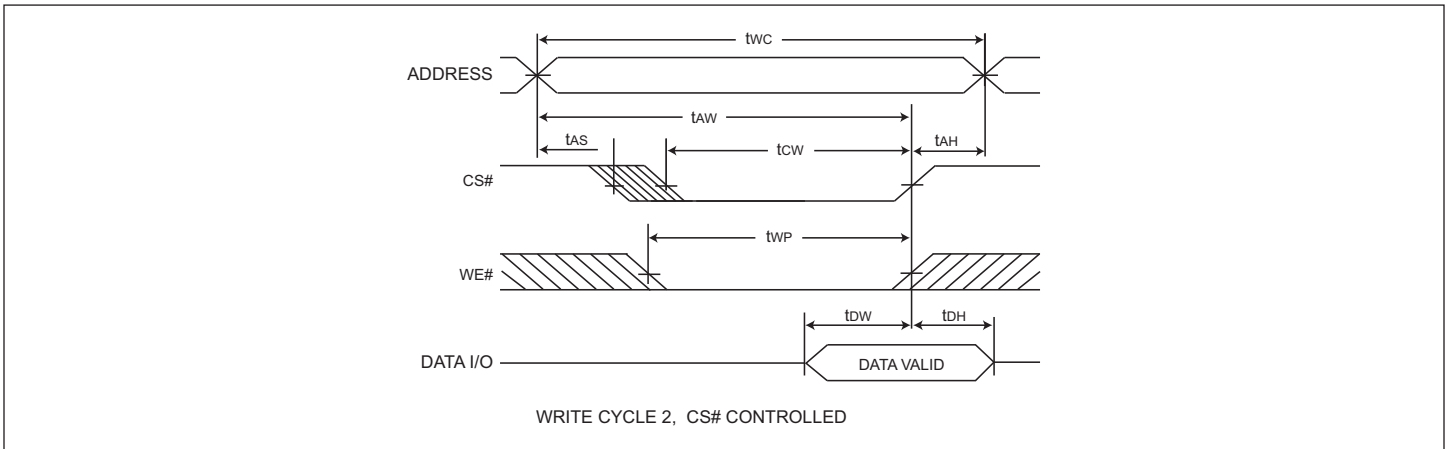 tWC
ADDRESS
tAW
tAS
tCW
tAH
CS#
tWP
WE#
tDW
tDH
DATA I/O
DATA VALID
WRITE CYCLE 2, CS# CONTROLLED